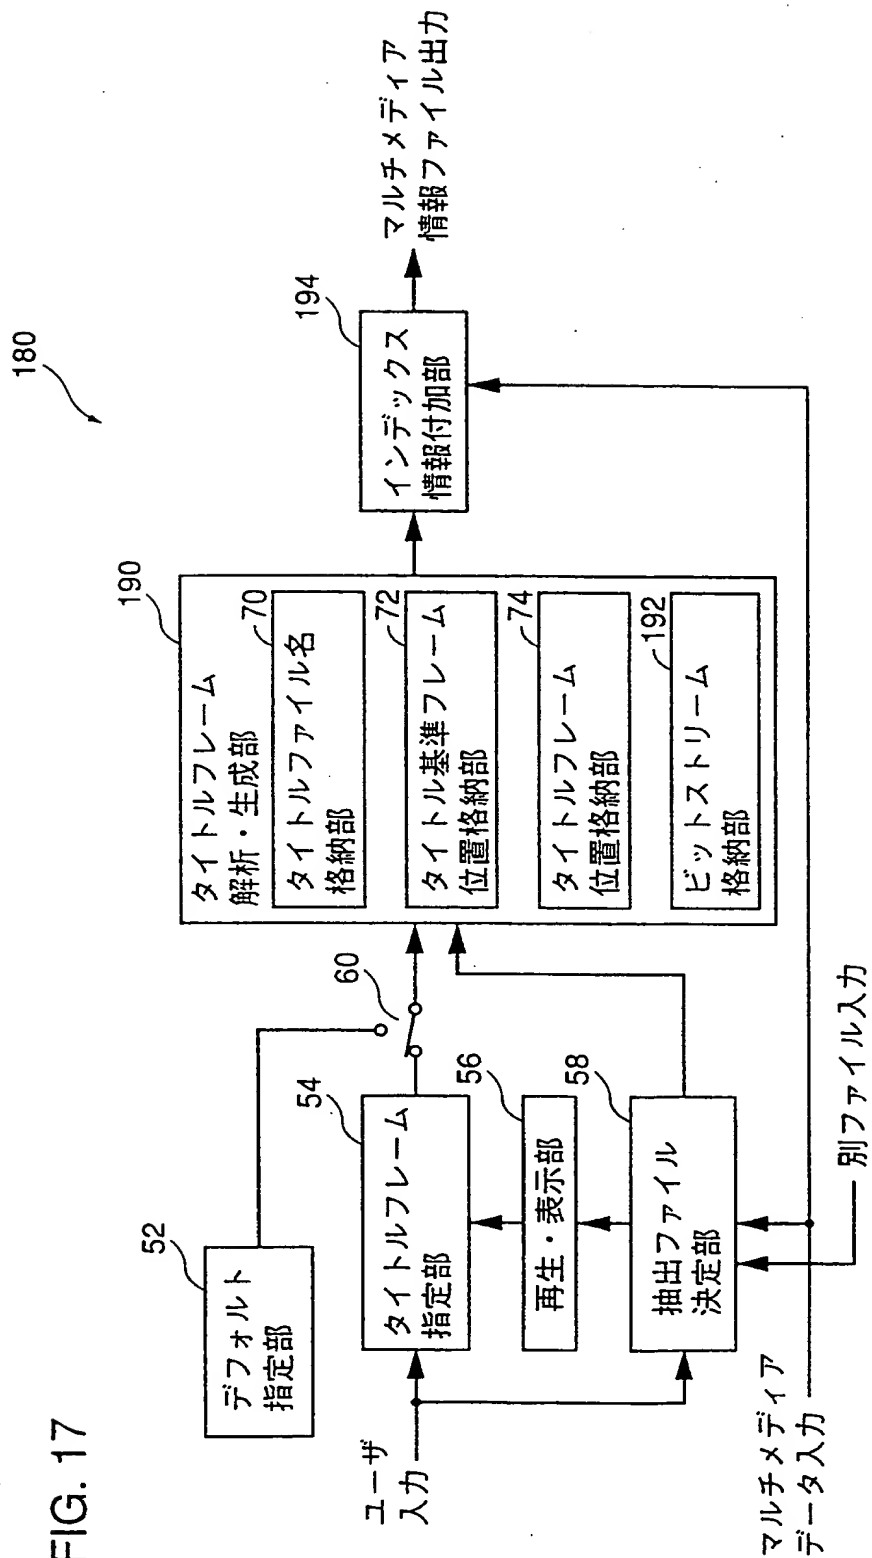 FIG. 17
180
デフォルト
指定部
52
ユーザ
入力
タイトルフレーム
指定部
54
再生・表示部
56
抽出ファイル
決定部
58
60
マルチメディア
データ入力
別ファイル入力
タイトルフレーム
解析・生成部
190
タイトルファイル名
格納部
70
タイトル基準フレーム
位置格納部
72
タイトルフレーム
位置格納部
74
ビットストリーム
格納部
192
インデックス
情報付加部
194
マルチメディア
情報ファイル出力